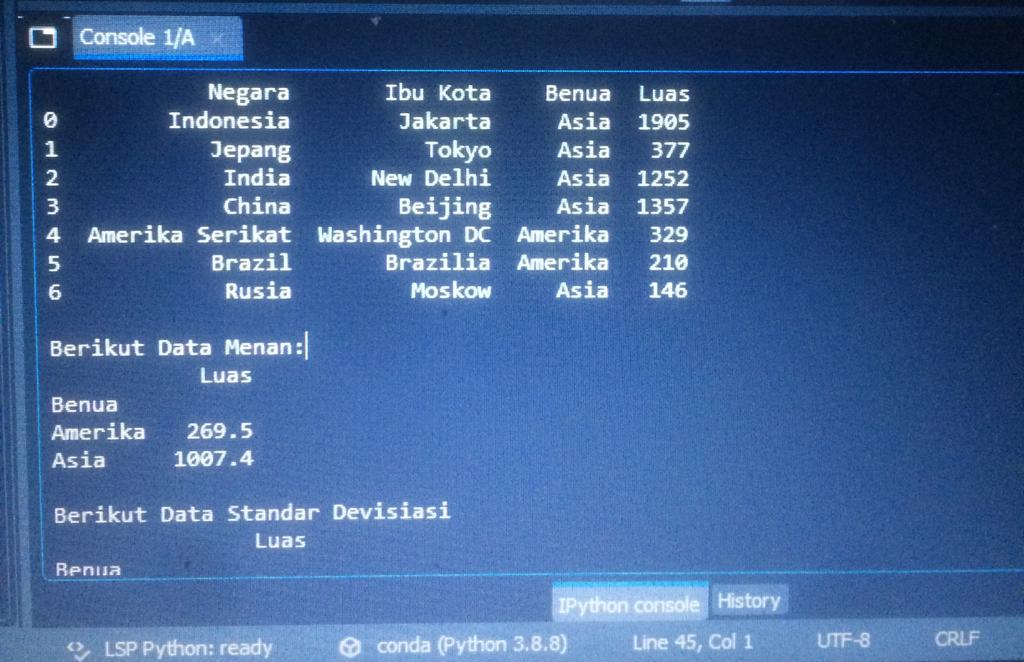 Console 1/A
Negara Ibu Kota Benua Luas
0 Indonesia Jakarta Asia 1905
1 Jepang Tokyo Asia 377
2 India New Delhi Asia 1252
3 China Beijing Asia 1357
4 Amerika Serikat Washington DC Amerika 329
5 Brazil Brazilia Amerika 210
6 Rusia Moskow Asia 146
Berikut Data Menan:
Luas
Benua
Amerika 269.5
Asia 1007.4
Berikut Data Standar Devisiasi
Luas
Benua
IPython console History
LSP Python: ready conda (Python 3.8.8) Line 45, Col 1 UTF-8 CRLF